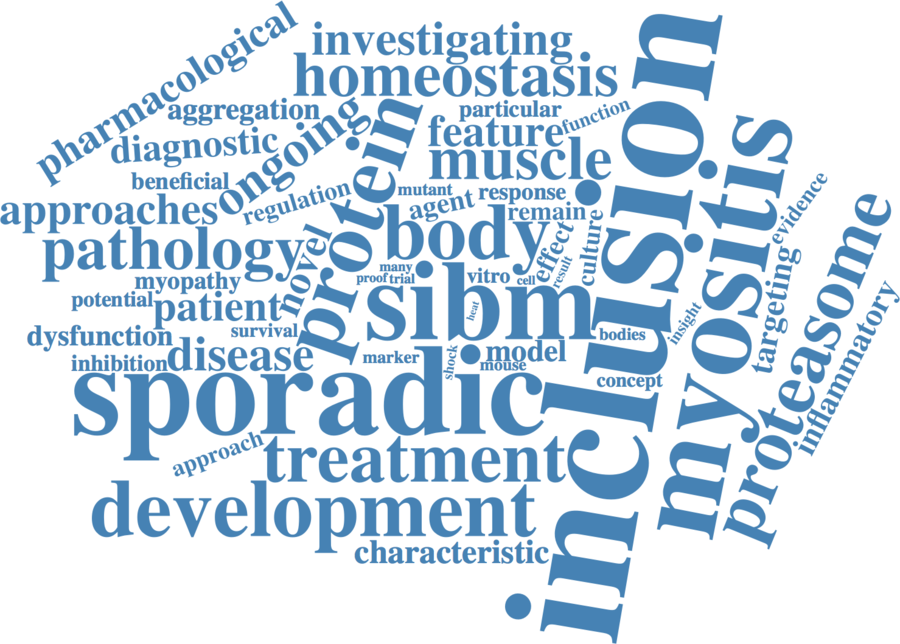 pharmacological
investigating
homeostasis
aggregation
particular
function
diagnostic
ongoing
protein
feature
muscle
beneficial
regulation
mutant
response
agent
remain
approaches
body
inclusion
myositis
evidence
pathology
novel
effect
culture
many
proof
trial
vitro
cell
result
myopathy
potential
patient
sibm
heat
targeting
proteasome
dysfunction
survival
bodies
insight
inflammatory
inhibition
disease
marker
shock
model
mouse
concept
sporadic
approach
treatment
development
characteristic